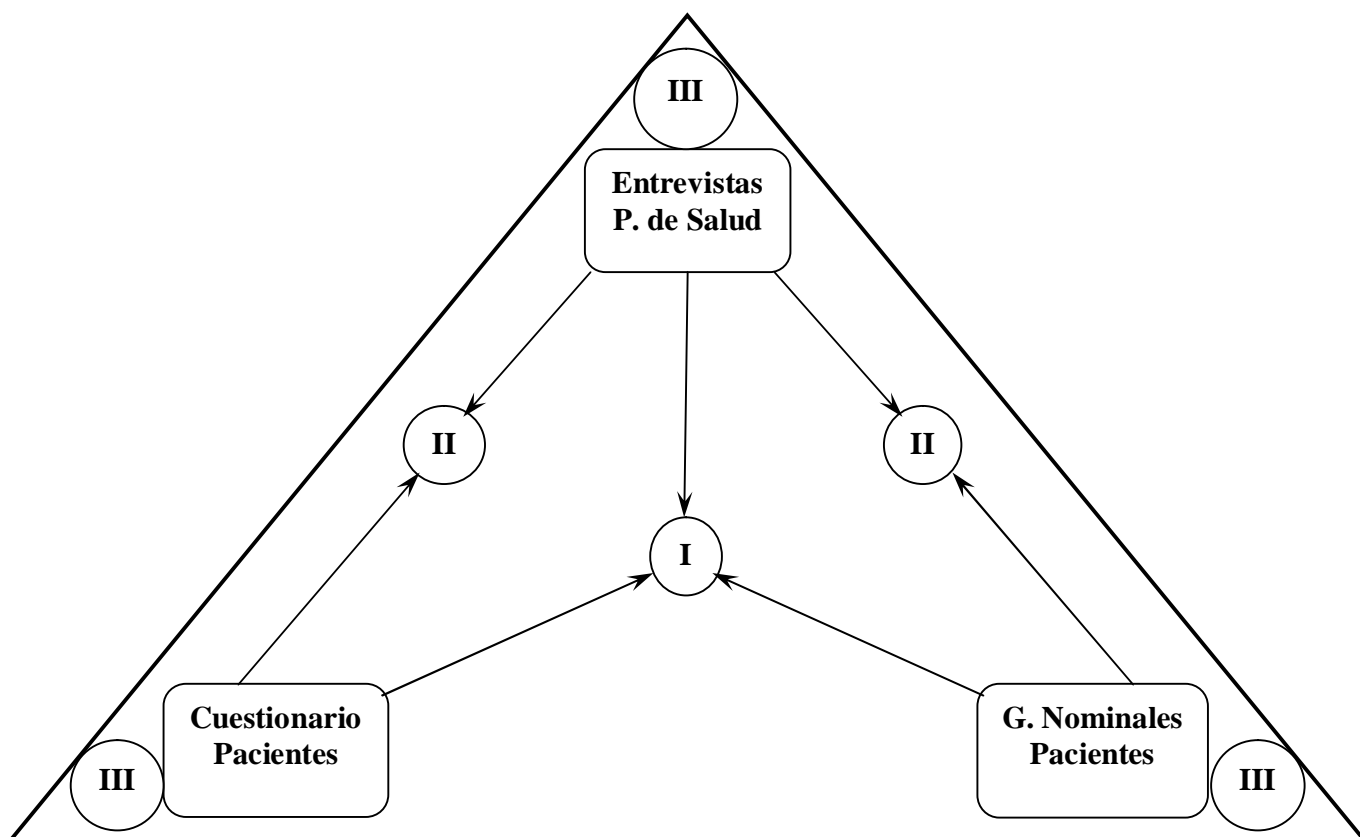 III
Entrevistas
P. de Salud
II
II
I
Cuestionario
Pacientes
III
G. Nominales
Pacientes
III